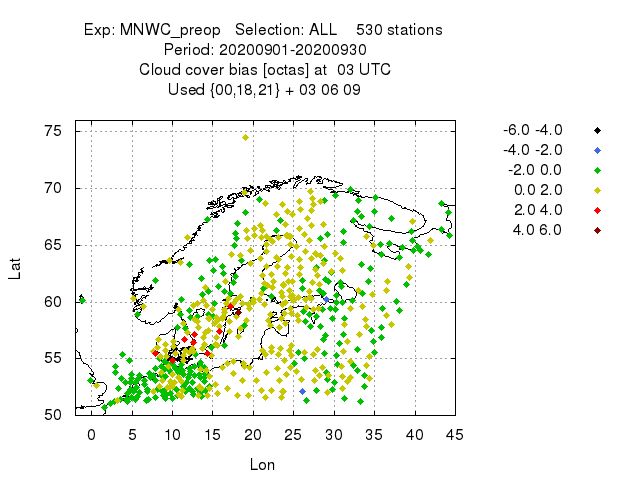 Exp: MNWC_preop   Selection: ALL    530 stations
Period: 20200901-20200930
Cloud cover bias [octas] at  03 UTC
Used {00,18,21} + 03 06 09
-6.0 -4.0
-4.0 -2.0
-2.0 0.0
0.0 2.0
2.0 4.0
4.0 6.0
75
70
65
60
55
50
Lat
0 5 10 15 20 25 30 35 40 45
Lon